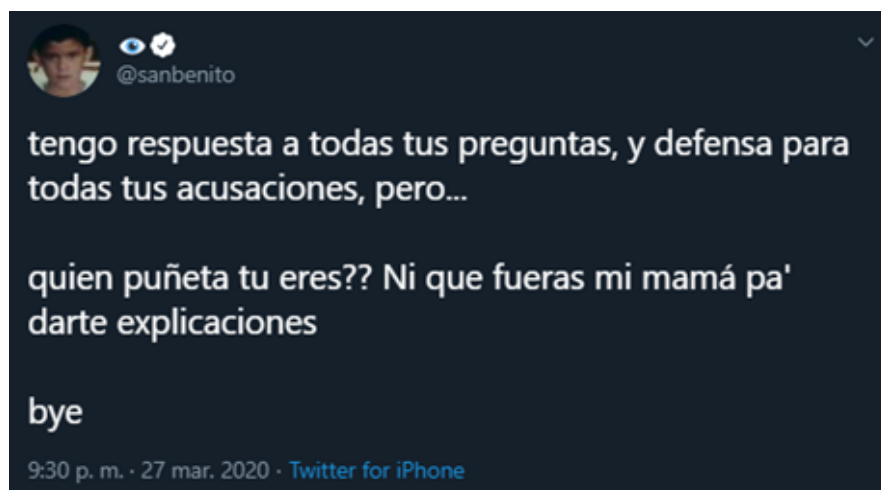 @sanbenito
tengo respuesta a todas tus preguntas, y defensa para
todas tus acusaciones, pero...
quien puñeta tu eres?? Ni que fueras mi mamá pa'
darte explicaciones
bye
9:30 p. m. · 27 mar. 2020 · Twitter for iPhone